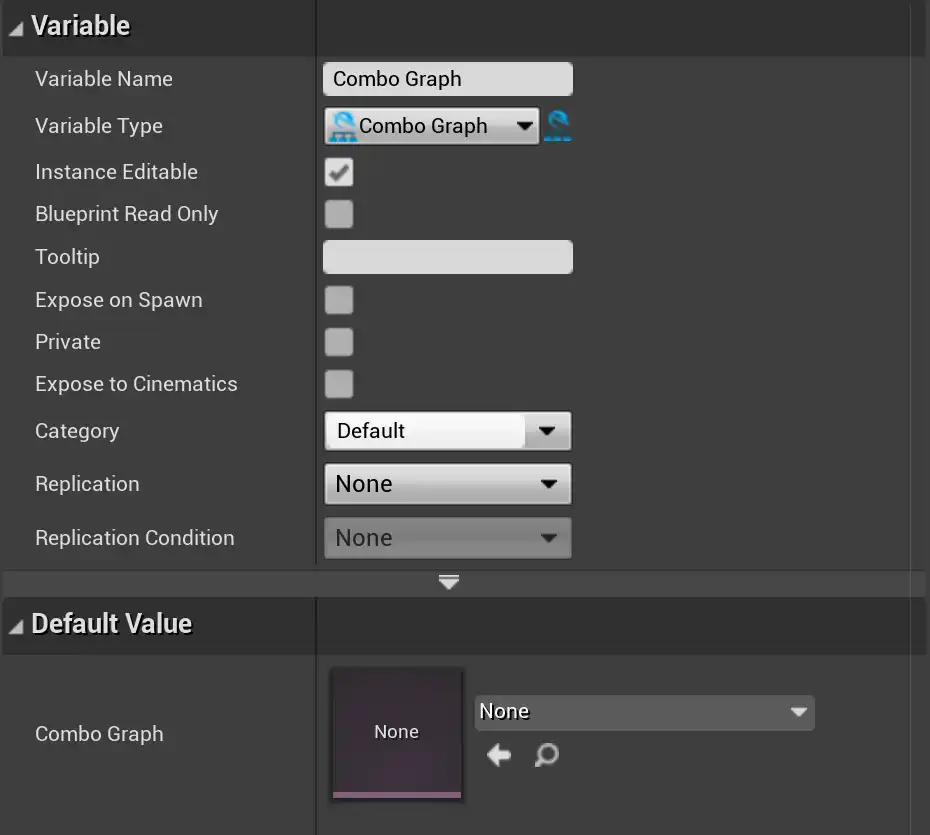 Variable
Variable Name Combo Graph
Variable Type Combo Graph
Instance Editable
Blueprint Read Only
Tooltip
Expose on Spawn
Private
Expose to Cinematics
Category Default
Replication None
Replication Condition None
Default Value
Combo Graph None None